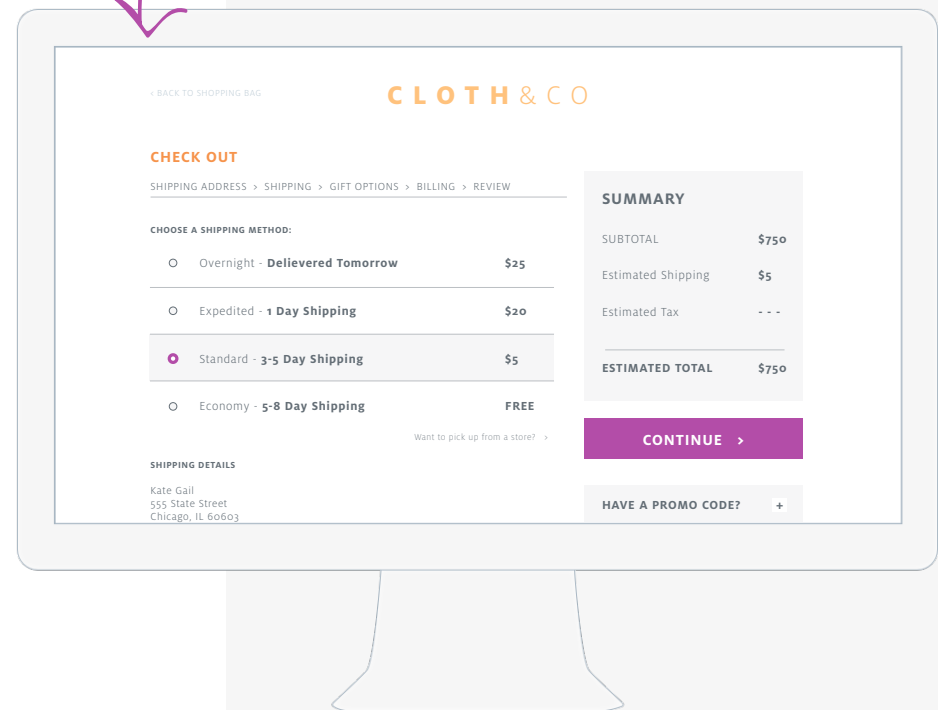 ‹ BACK TO SHOPPING BAG
CLOTH&CO
CHECK OUT
SHIPPING ADDRESS › SHIPPING › GIFT OPTIONS › BILLING › REVIEW
CHOOSE A SHIPPING METHOD:
Overnight - Delievered Tomorrow $25
Expedited - 1 Day Shipping $20
Standard - 3-5 Day Shipping $5
Economy - 5-8 Day Shipping FREE
Want to pick up from a store? ›
SHIPPING DETAILS
Kate Gail
555 State Street
Chicago, IL 60603
SUMMARY
SUBTOTAL $750
Estimated Shipping $5
Estimated Tax - - -
ESTIMATED TOTAL $750
CONTINUE ›
HAVE A PROMO CODE? +